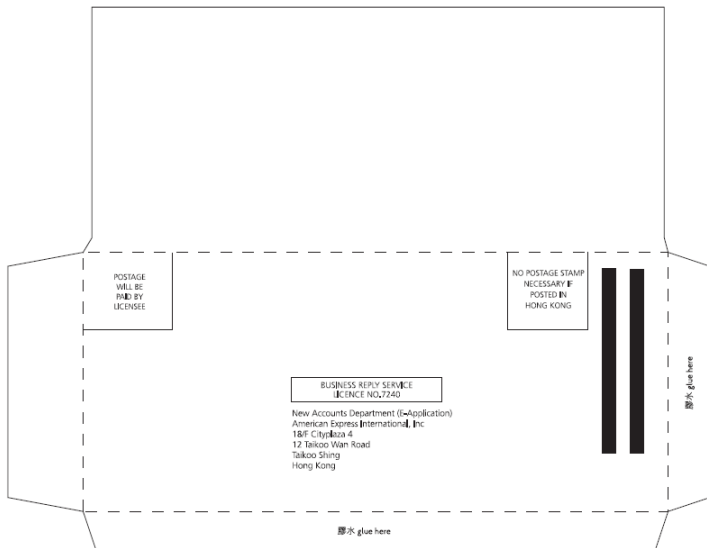 POSTAGE
WILL BE
PAID BY
LICENSEE
NO POSTAGE STAMP
NECESSARY IF
POSTED IN
HONG KONG
BUSINESS REPLY SERVICE
LICENCE NO.7240
New Accounts Department (E-Application)
American Express International, Inc
18/F Cityplaza 4
12 Taikoo Wan Road
Taikoo Shing
Hong Kong
膠水 glue here
膠水 glue here